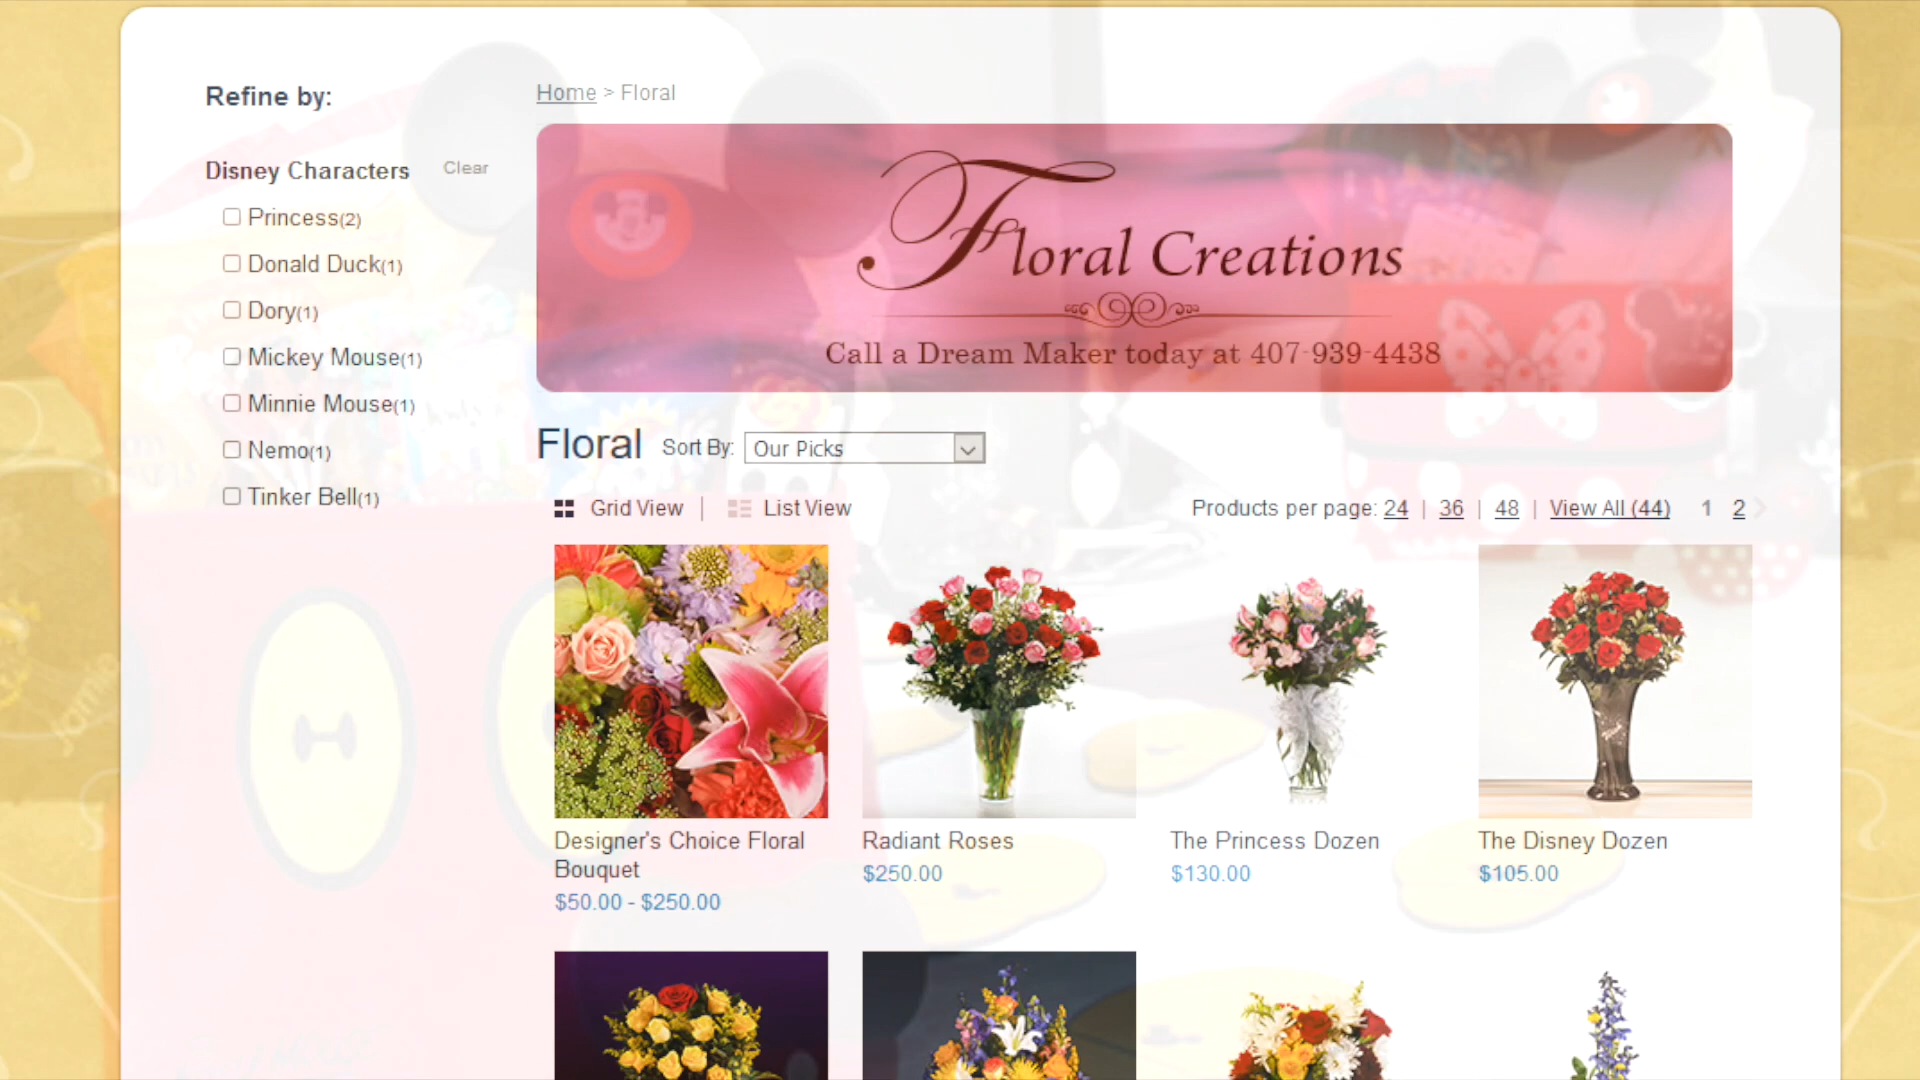 Refine by:
Disney Characters Clear
Princess(2)
Donald Duck(1)
Dory(1)
Mickey Mouse(1)
Minnie Mouse(1)
Nemo(1)
Tinker Bell(1)
Home > Floral
Floral Creations
Call a Dream Maker today at 407-939-4438
Floral Sort By: Our Picks
Grid View | List View
Products per page: 24 | 36 | 48 | View All (44) 1 2
Designer's Choice Floral
Bouquet
$50.00 - $250.00
Radiant Roses
$250.00
The Princess Dozen
$130.00
The Disney Dozen
$105.00